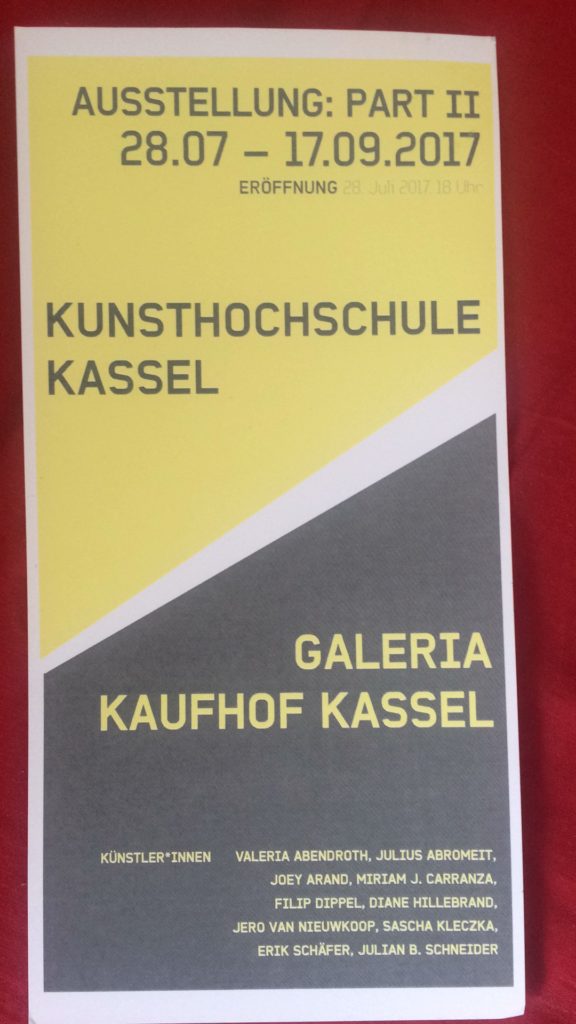 AUSSTELLUNG: PART II
28.07 – 17.09.2017
ERÖFFNUNG 28. Juli 2017, 18 Uhr
KUNSTHOCHSCHULE
KASSEL
GALERIA
KAUFHOF KASSEL
KÜNSTLER*INNEN VALERIA ABENDROTH, JULIUS ABROMEIT,
JOEY ARAND, MIRIAM J. CARRANZA,
FILIP DIPPEL, DIANE HILLEBRAND,
JERO VAN NIEUWKOOP, SASCHA KLECZKA,
ERIK SCHÄFER, JULIAN B. SCHNEIDER